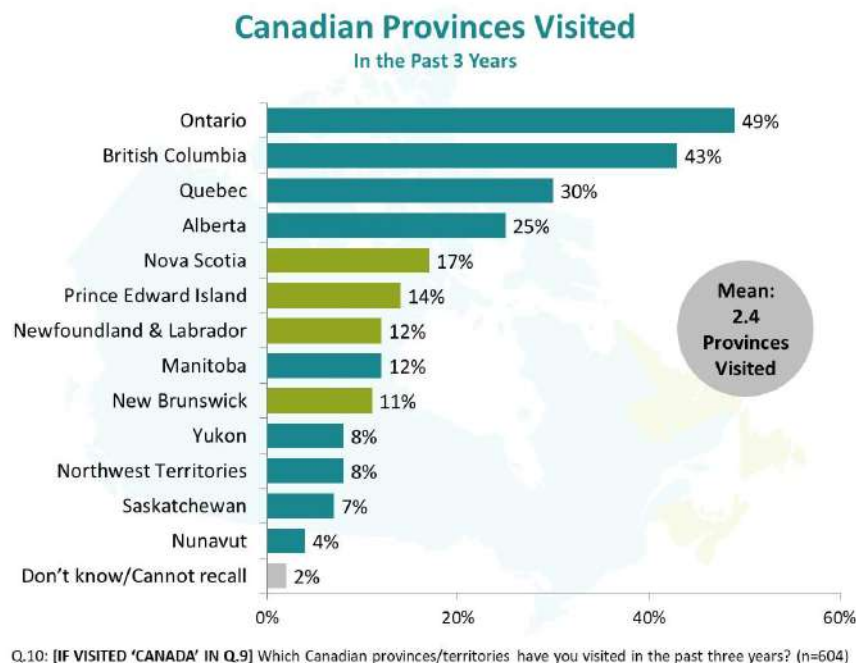 Canadian Provinces Visited
In the Past 3 Years
Ontario 49%
British Columbia 43%
Quebec 30%
Alberta 25%
Nova Scotia 17%
Prince Edward Island 14%
Newfoundland & Labrador 12%
Manitoba 12%
New Brunswick 11%
Yukon 8%
Northwest Territories 8%
Saskatchewan 7%
Nunavut 4%
Don't know/Cannot recall 2%
Mean:
2.4
Provinces
Visited
0% 20% 40% 60%
Q.10: [IF VISITED 'CANADA' IN Q.9] Which Canadian provinces/territories have you visited in the past three years? (n=604)